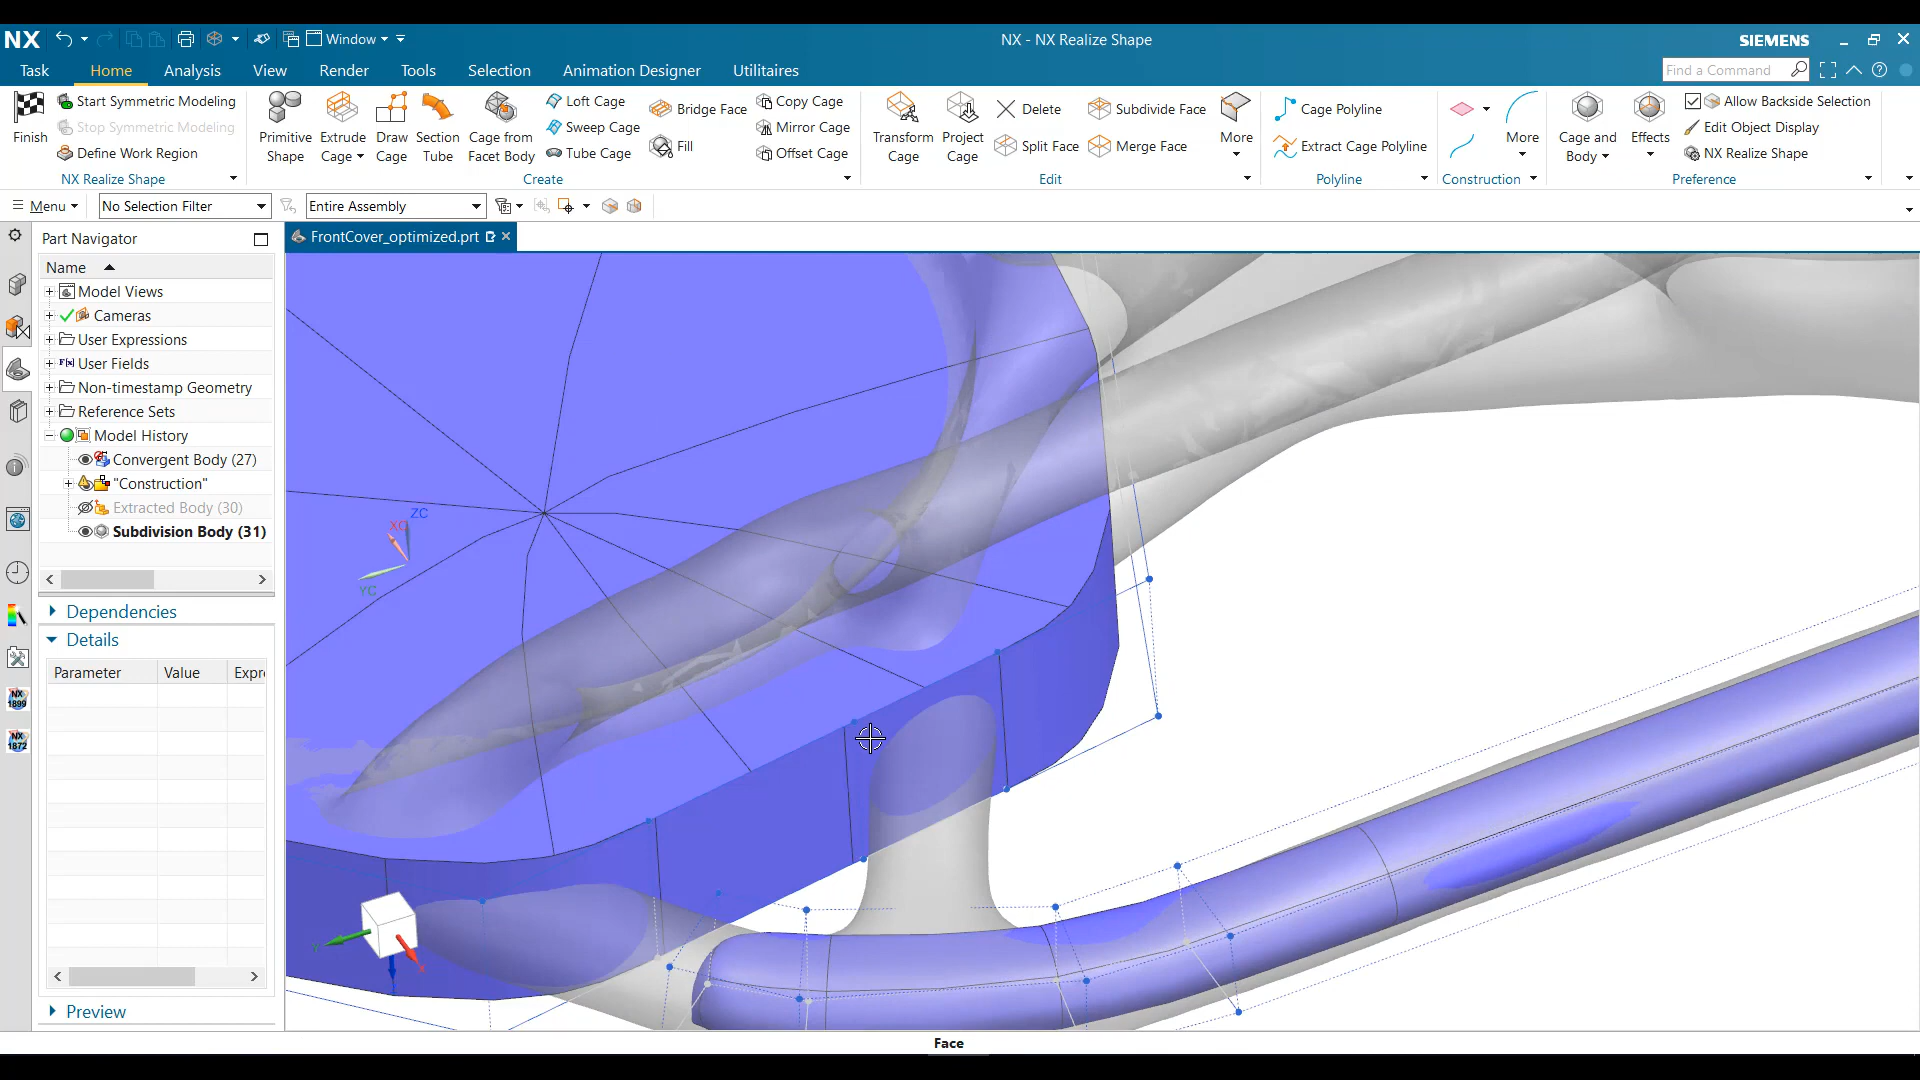 NX Window NX - NX Realize Shape SIEMENS
Task Home Analysis View Render Tools Selection Animation Designer Utilitaires Find a Command
Start Symmetric Modeling
Stop Symmetric Modeling
Define Work Region
Finish
NX Realize Shape
Primitive Shape
Extrude Cage
Draw Cage
Section Tube
Cage from Facet Body
Loft Cage
Sweep Cage
Tube Cage
Bridge Face
Fill
Copy Cage
Mirror Cage
Offset Cage
Create
Transform Cage
Project Cage
Delete
Split Face
Subdivide Face
Merge Face
More
Edit
Cage Polyline
Extract Cage Polyline
Polyline
More
Construction
Cage and Body
Effects
Allow Backside Selection
Edit Object Display
NX Realize Shape
Preference
Menu No Selection Filter Entire Assembly
Part Navigator
FrontCover_optimized.prt
Name
Model Views
Cameras
User Expressions
User Fields
Non-timestamp Geometry
Reference Sets
Model History
Convergent Body (27)
"Construction"
Extracted Body (30)
Subdivision Body (31)
Dependencies
Details
Parameter Value Expr
Preview
NX 1899
NX 1872
ZC
XC
YC
Y
X
Face